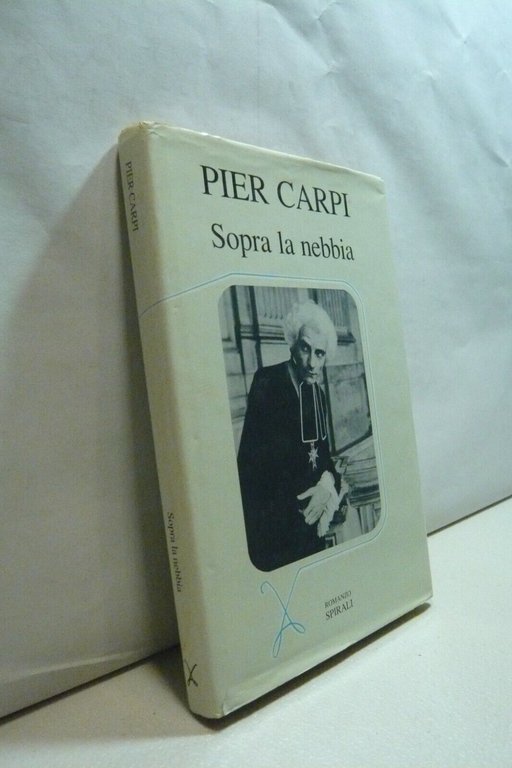 PIER CARPI
Sopra la nebbia
ROMANZO
SPIRALI
PIER CARPI
Sopra la nebbia